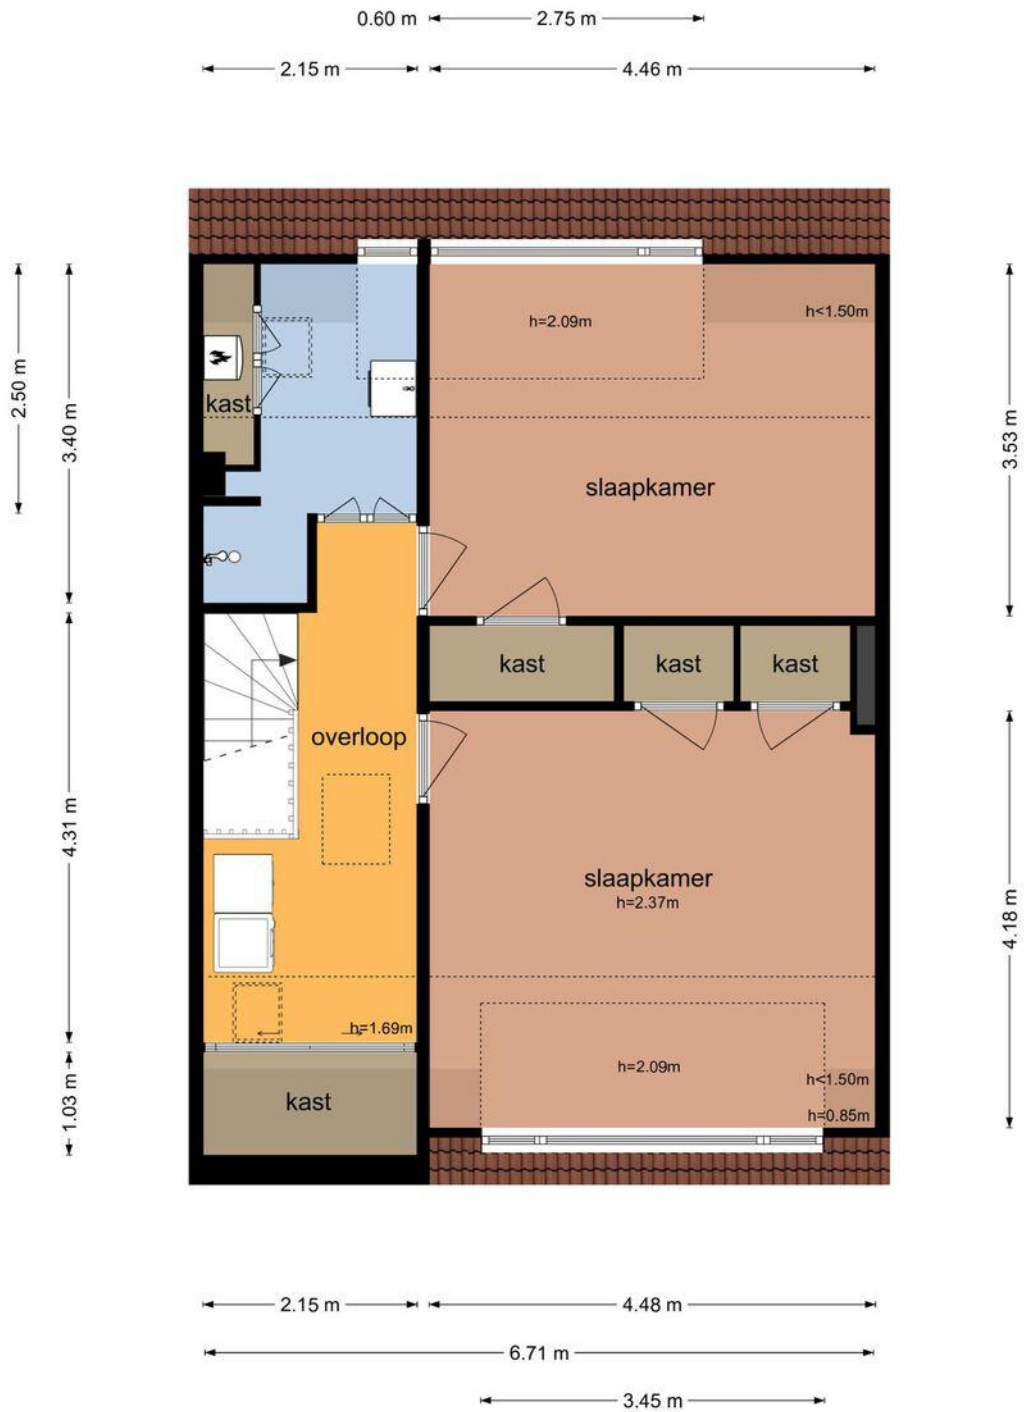 0.60 m
2.75 m
2.15 m
4.46 m
h=2.09m
h<1.50m
2.50 m
3.40 m
kast
3.53 m
slaapkamer
kast
kast
kast
overloop
4.31 m
slaapkamer
h=2.37m
4.18 m
h=1.69m
h=2.09m
h<1.50m
kast
h=0.85m
1.03 m
2.15 m
4.48 m
6.71 m
3.45 m